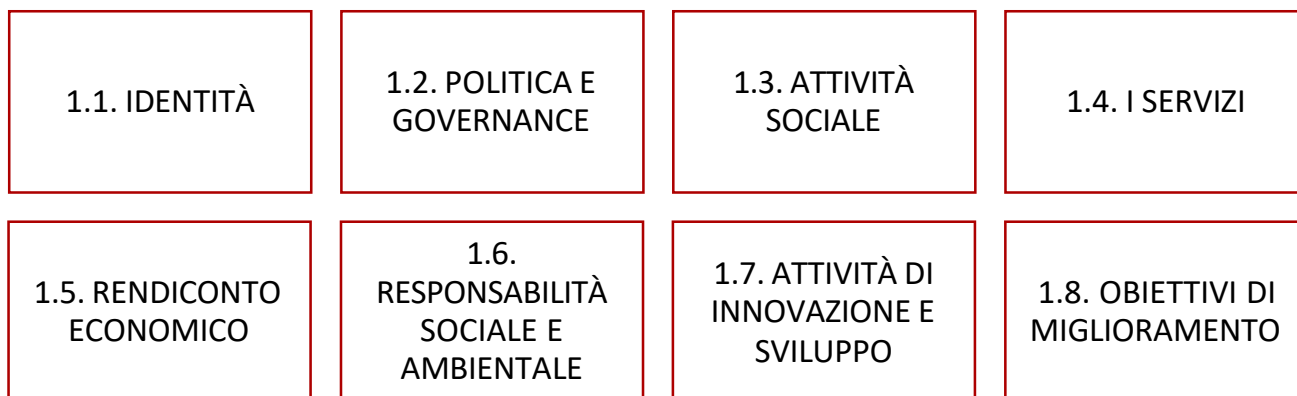 1.1. IDENTITÀ
1.2. POLITICA E
GOVERNANCE
1.3. ATTIVITÀ
SOCIALE
1.4. I SERVIZI
1.5. RENDICONTO
ECONOMICO
1.6.
RESPONSABILITÀ
SOCIALE E
AMBIENTALE
1.7. ATTIVITÀ DI
INNOVAZIONE E
SVILUPPO
1.8. OBIETTIVI DI
MIGLIORAMENTO